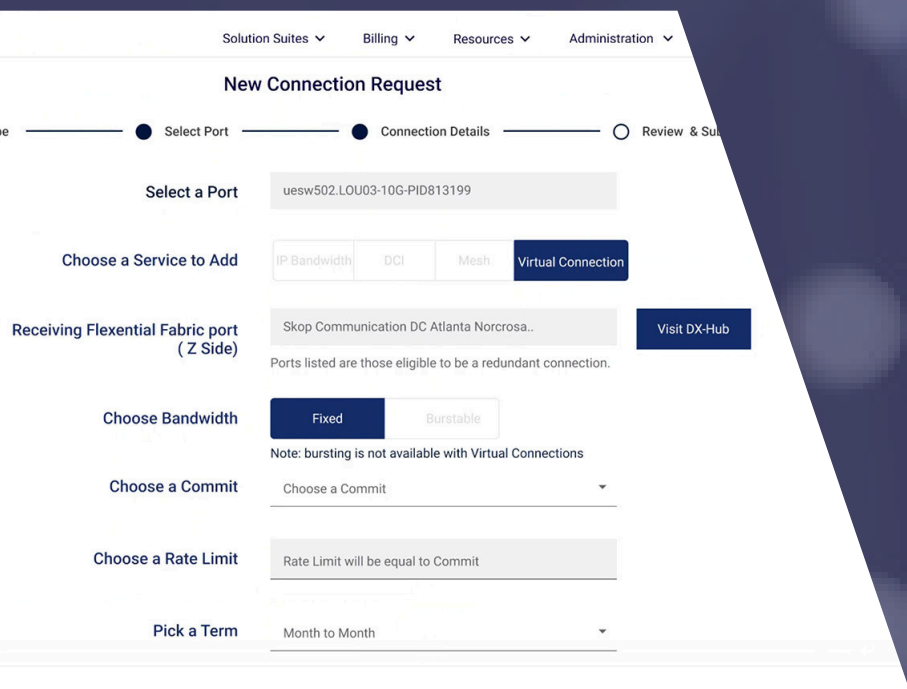 Solution Suites Billing Resources Administration
New Connection Request
Select Port Connection Details Review &
Select a Port uesw502.LOU03-10G-PID813199
Choose a Service to Add IP Bandwidth DCI Mesh Virtual Connection
Receiving Flexential Fabric port
( Z Side)
Skop Communication DC Atlanta Norcrosa..
Visit DX-Hub
Ports listed are those eligible to be a redundant connection.
Choose Bandwidth Fixed Burstable
Note: bursting is not available with Virtual Connections
Choose a Commit Choose a Commit
Choose a Rate Limit Rate Limit will be equal to Commit
Pick a Term Month to Month